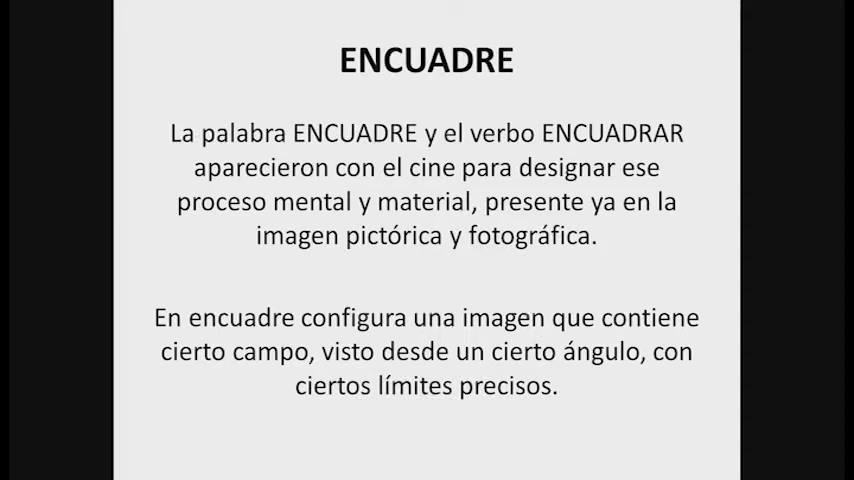 ENCUADRE
La palabra ENCUADRE y el verbo ENCUADRAR
aparecieron con el cine para designar ese
proceso mental y material, presente ya en la
imagen pictórica y fotográfica.
En encuadre configura una imagen que contiene
cierto campo, visto desde un cierto ángulo, con
ciertos límites precisos.